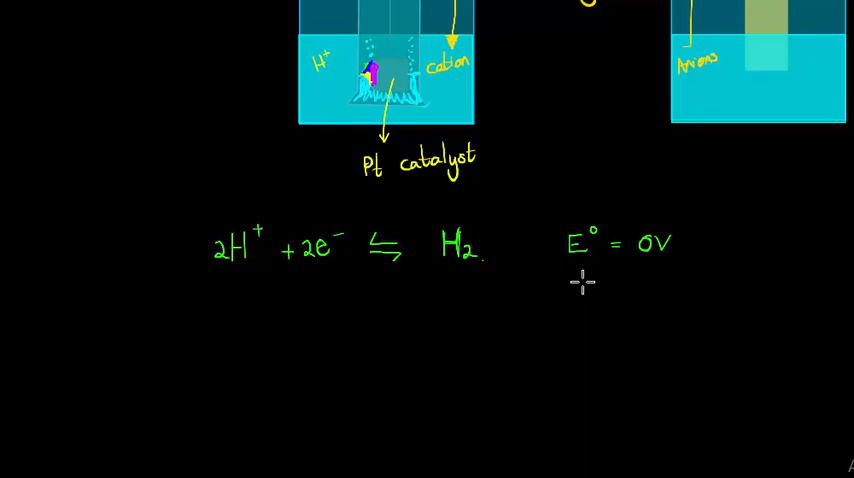 H⁺
cation
Anions
Pt catalyst
2H⁺ + 2e⁻ ⇌ H₂. E° = 0V